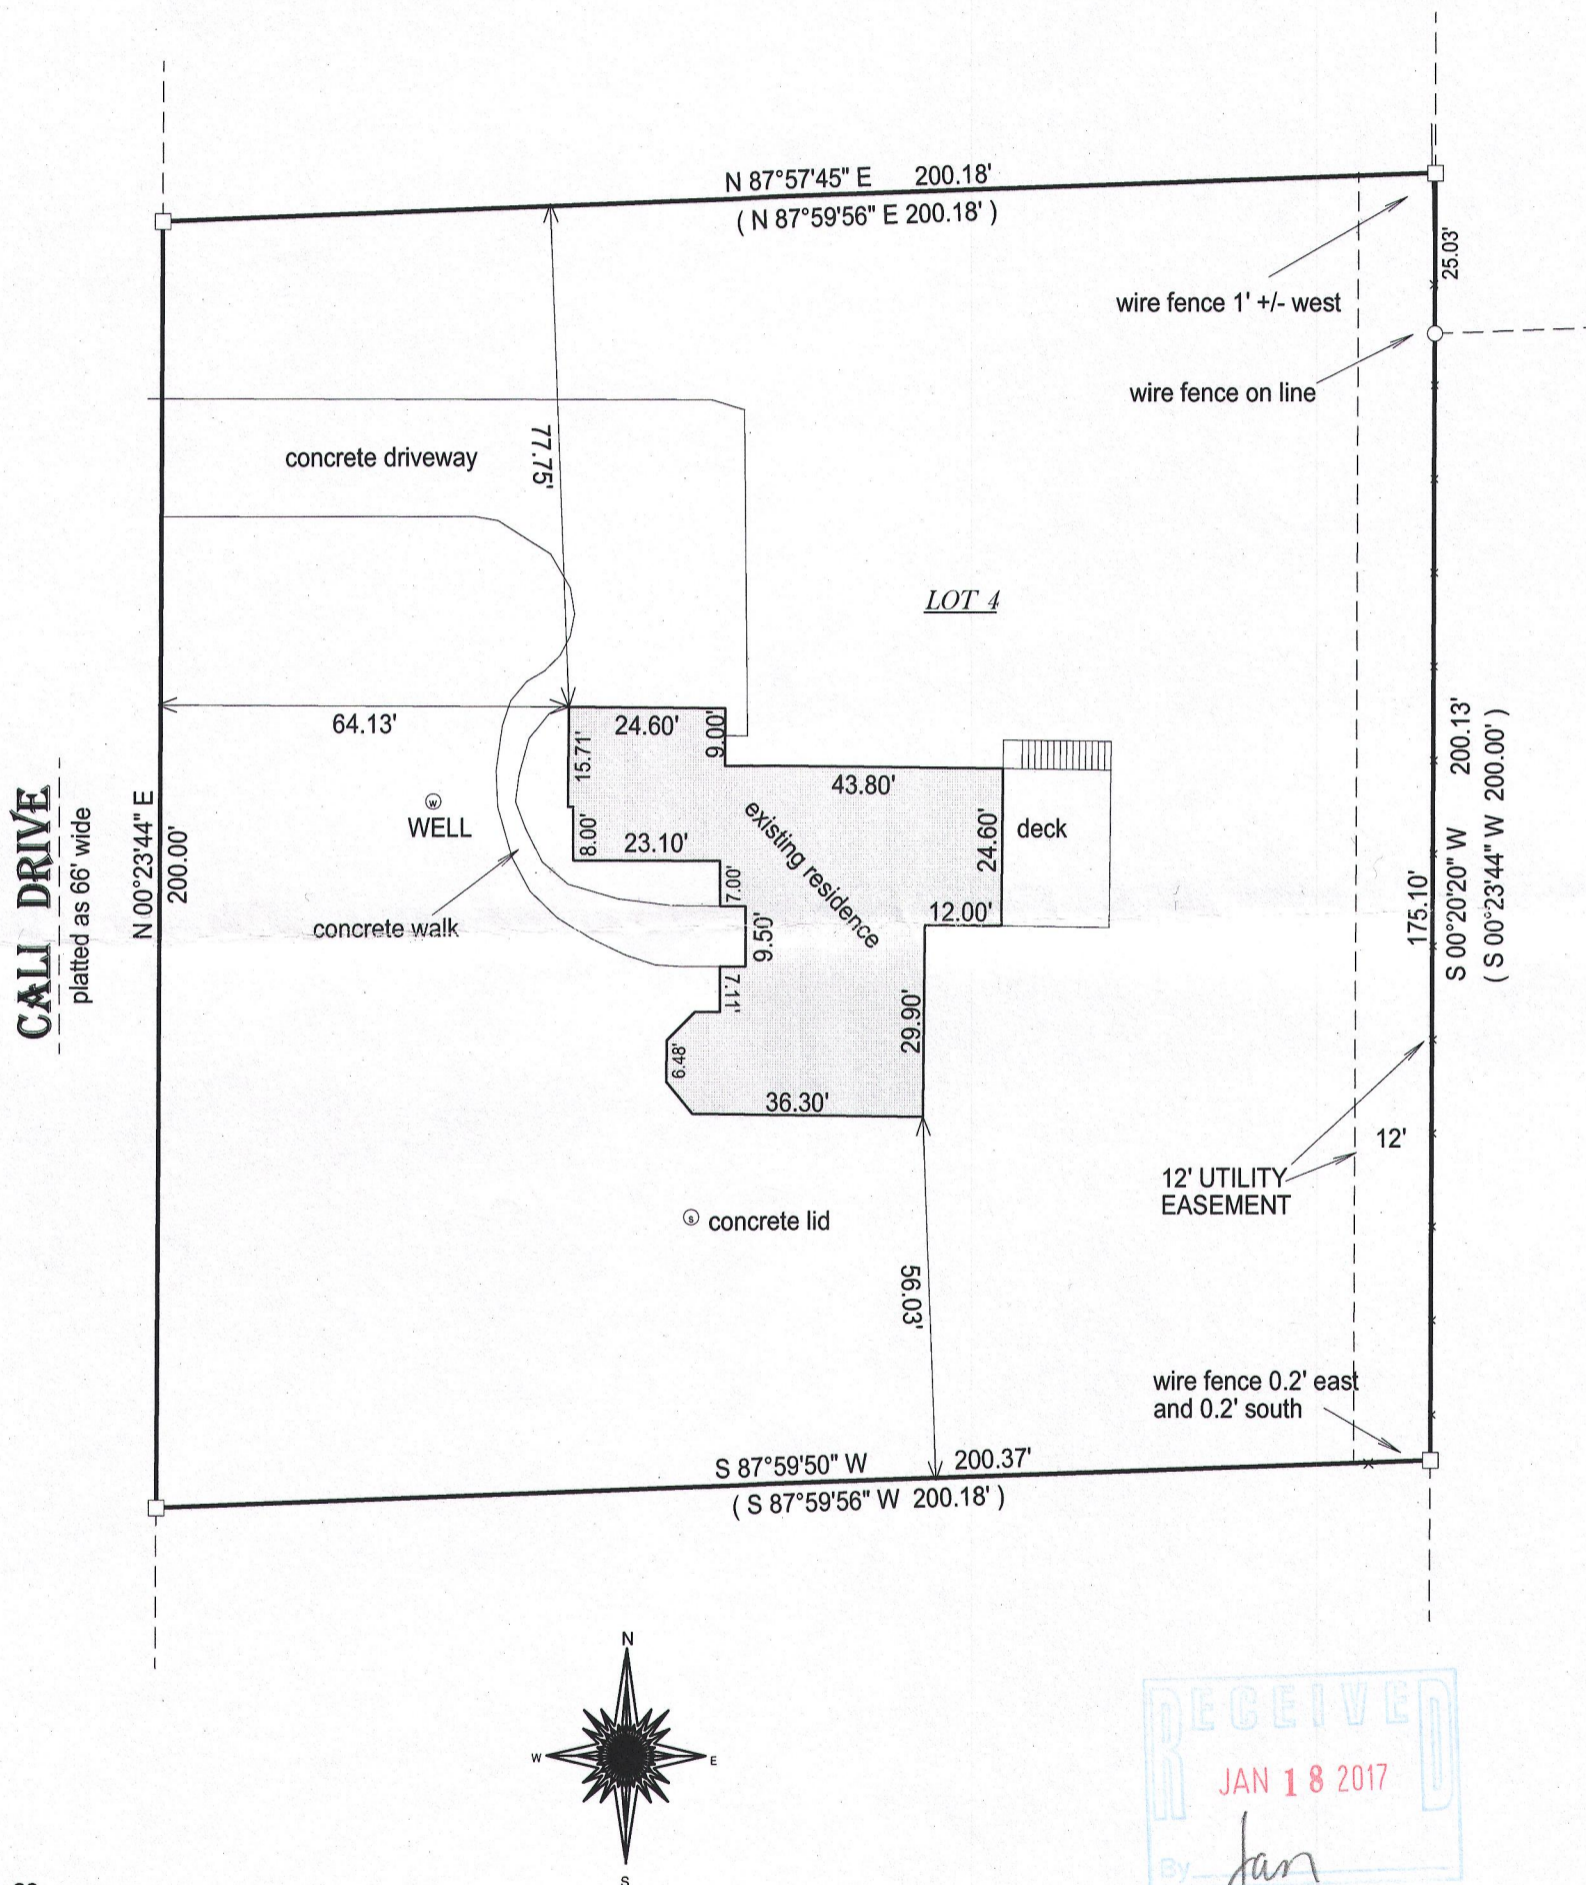 N 87°57'45" E 200.18'
( N 87°59'56" E 200.18' )
25.03'
wire fence 1' +/- west
wire fence on line
concrete driveway
77.75'
LOT 4
64.13'
24.60'
9.00'
15.71'
43.80'
8.00'
23.10'
existing residence
24.60'
deck
W
WELL
7.00'
12.00'
9.50'
concrete walk
7.11'
29.90'
6.48'
36.30'
CALI DRIVE
platted as 66' wide
N 00°23'44" E
200.00'
175.10'
S 00°20'20" W 200.13'
( S 00°23'44" W 200.00' )
12'
12' UTILITY
EASEMENT
S
concrete lid
56.03'
wire fence 0.2' east
and 0.2' south
S 87°59'50" W 200.37'
( S 87°59'56" W 200.18' )
N
W
E
S
RECEIVED
JAN 18 2017
By Jan